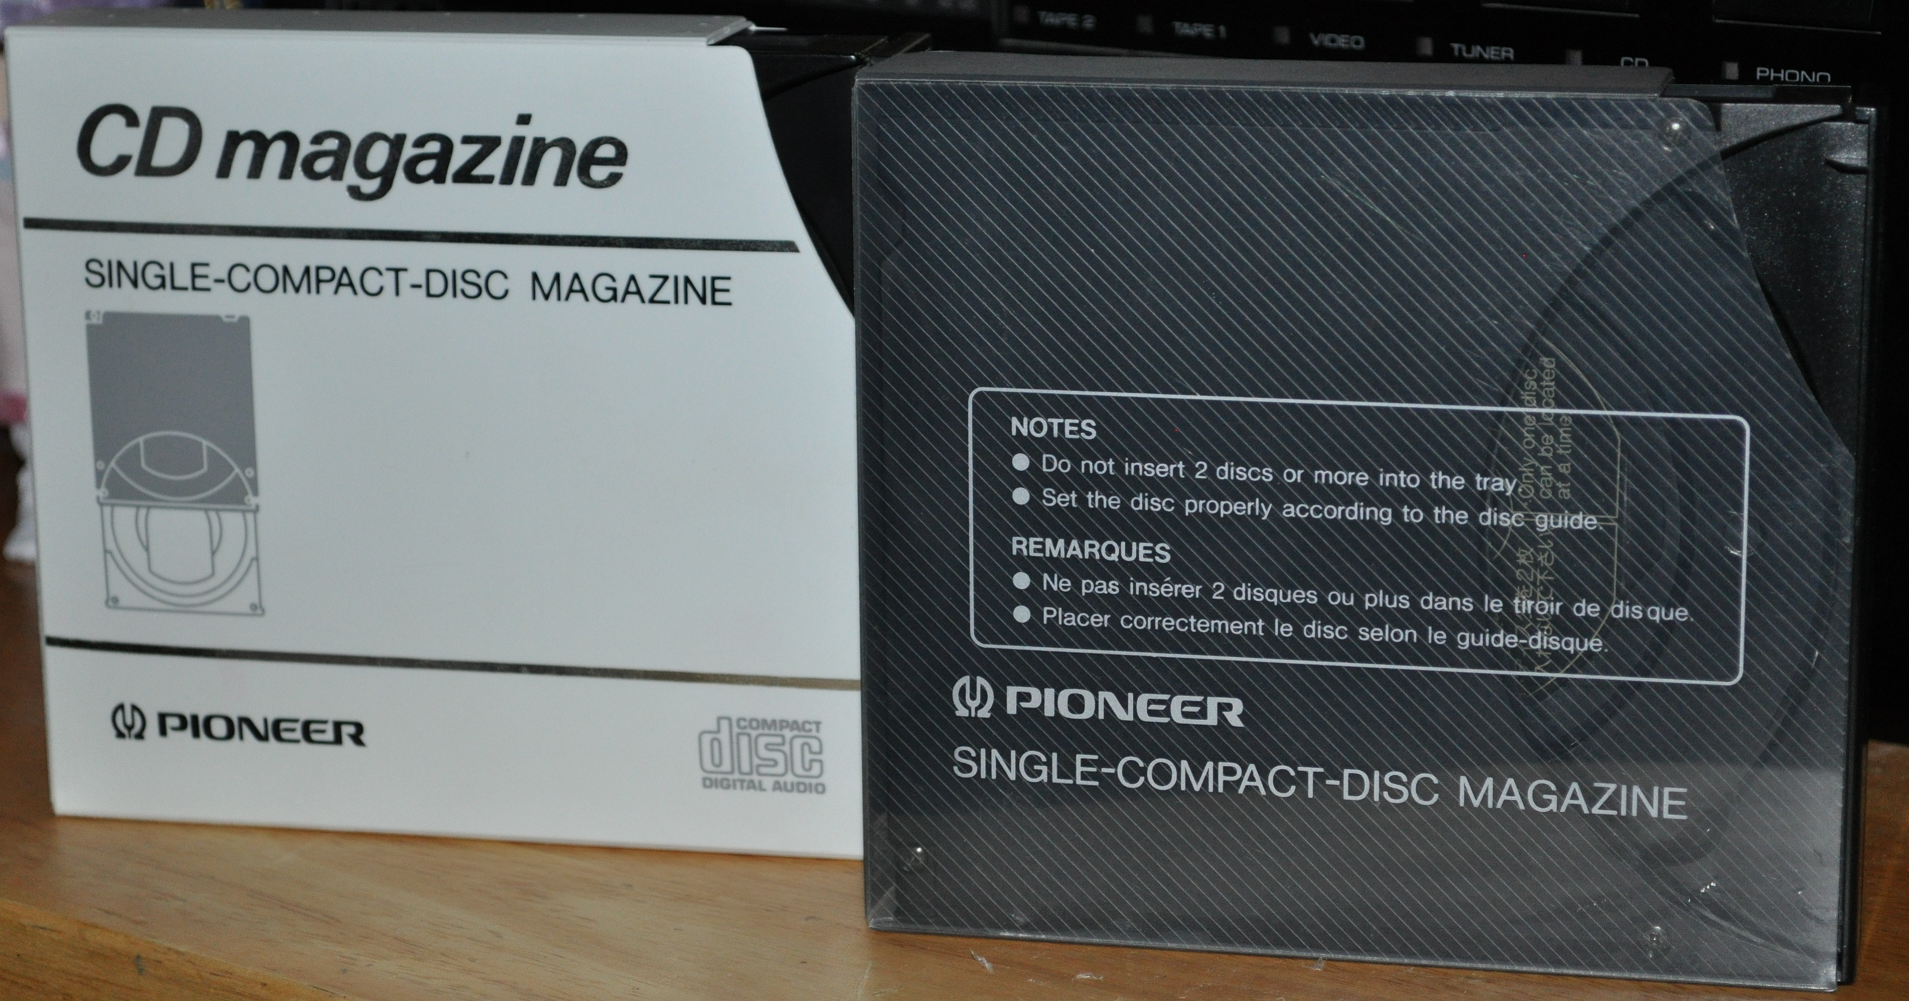 TAPE 2
TAPE 1
VIDEO
TUNER
CD
PHONO
CD magazine
SINGLE-COMPACT-DISC MAGAZINE
PIONEER
COMPACT
disc
DIGITAL AUDIO
NOTES
● Do not insert 2 discs or more into the tray.
● Set the disc properly according to the disc guide.
REMARQUES
● Ne pas insérer 2 disques ou plus dans le tiroir de disque.
● Placer correctement le disc selon le guide-disque.
PIONEER
SINGLE-COMPACT-DISC MAGAZINE
Only one disc
can be located
at a time